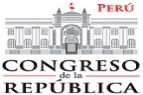 PERÚ
CONGRESO
de la
REPÚBLICA